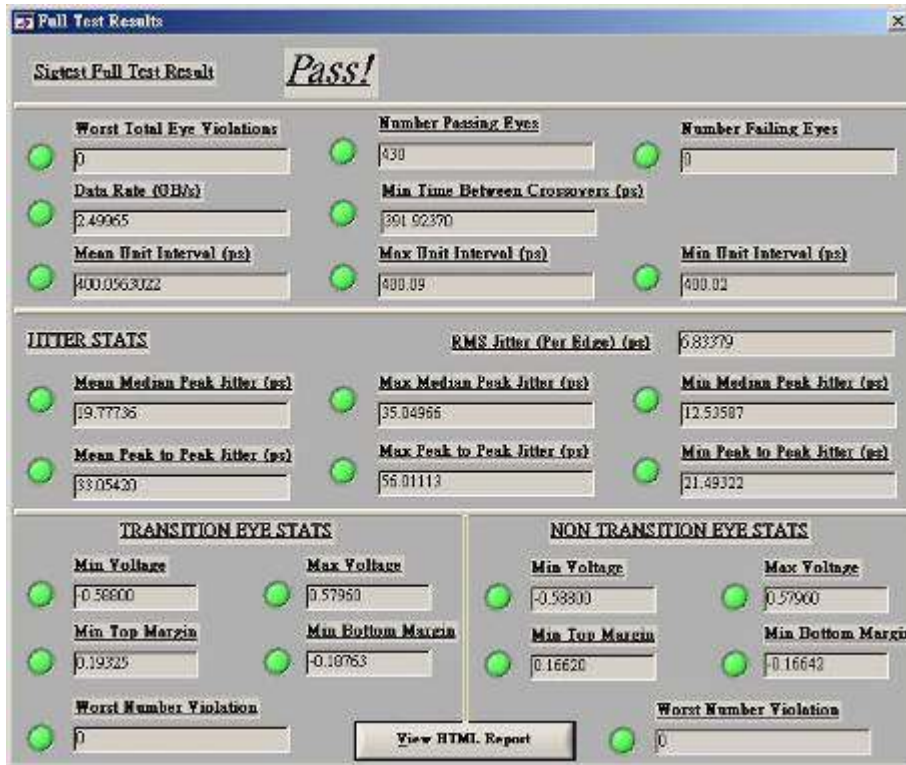 Full Test Results
Sigtest Full Test Result
Pass!
Worst Total Eye Violations
0
Number Passing Eyes
430
Number Failing Eyes
0
Data Rate (GB/s)
2.49965
Min Time Between Crossovers (ps)
391.92370
Mean Unit Interval (ps)
400.0563022
Max Unit Interval (ps)
400.09
Min Unit Interval (ps)
400.02
JITTER STATS
RMS Jitter (Per Edge) (ps)
6.83379
Mean Median Peak Jitter (ps)
19.77736
Max Median Peak Jitter (ps)
35.04966
Min Median Peak Jitter (ps)
12.53587
Mean Peak to Peak Jitter (ps)
33.05420
Max Peak to Peak Jitter (ps)
56.01113
Min Peak to Peak Jitter (ps)
21.49322
TRANSITION EYE STATS
Min Voltage
-0.58800
Max Voltage
0.57960
Min Top Margin
0.19325
Min Bottom Margin
-0.18763
Worst Number Violation
0
NON TRANSITION EYE STATS
Min Voltage
-0.58800
Max Voltage
0.57960
Min Top Margin
0.16620
Min Bottom Margin
-0.16642
Worst Number Violation
0
View HTML Report